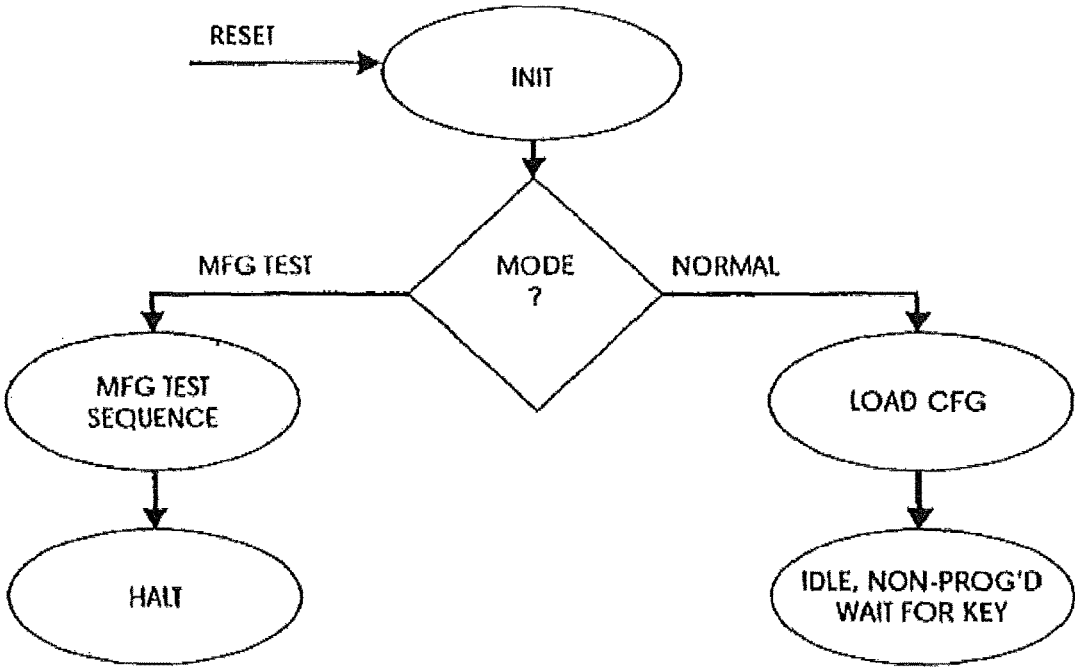 RESET
INIT
MODE
?
MFG TEST
NORMAL
MFG TEST
SEQUENCE
LOAD CFG
HALT
IDLE, NON-PROG'D
WAIT FOR KEY